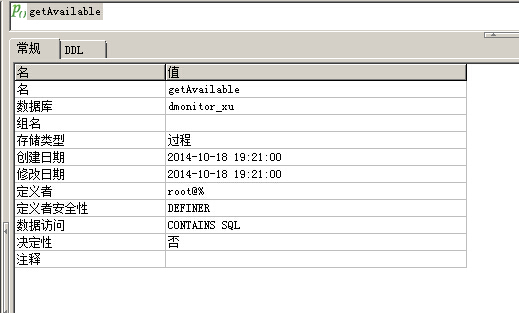 getAvailable
常规 DDL
名 值
名 getAvailable
数据库 dmonitor_xu
组名
存储类型 过程
创建日期 2014-10-18 19:21:00
修改日期 2014-10-18 19:21:00
定义者 root@%
定义者安全性 DEFINER
数据访问 CONTAINS SQL
决定性 否
注释